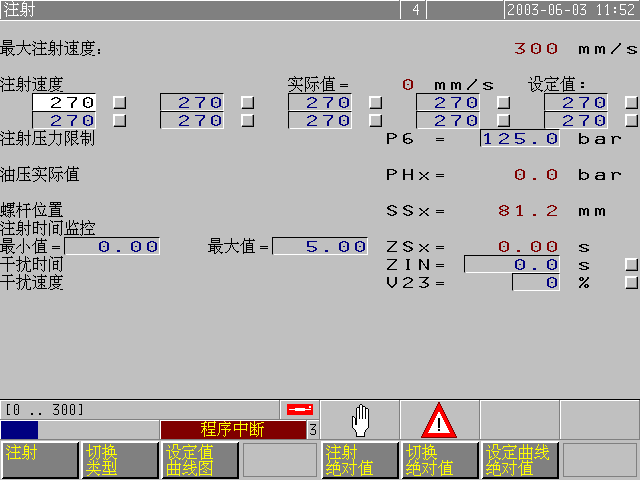 注射 4 2003-06-03 11:52
最大注射速度: 300 mm/s
注射速度 实际值= 0 mm/s 设定值:
270 270 270 270 270
270 270 270 270 270
注射压力限制 P6 = 125.0 bar
油压实际值 PHx= 0.0 bar
螺杆位置 SSx= 81.2 mm
注射时间监控
最小值= 0.00 最大值= 5.00 ZSx= 0.00 s
干扰时间 ZIN= 0.0 s
干扰速度 V23= 0 %
[0 .. 300]
程序中断 3
注射
切换
类型
设定值
曲线图
注射
绝对值
切换
绝对值
设定曲线
绝对值